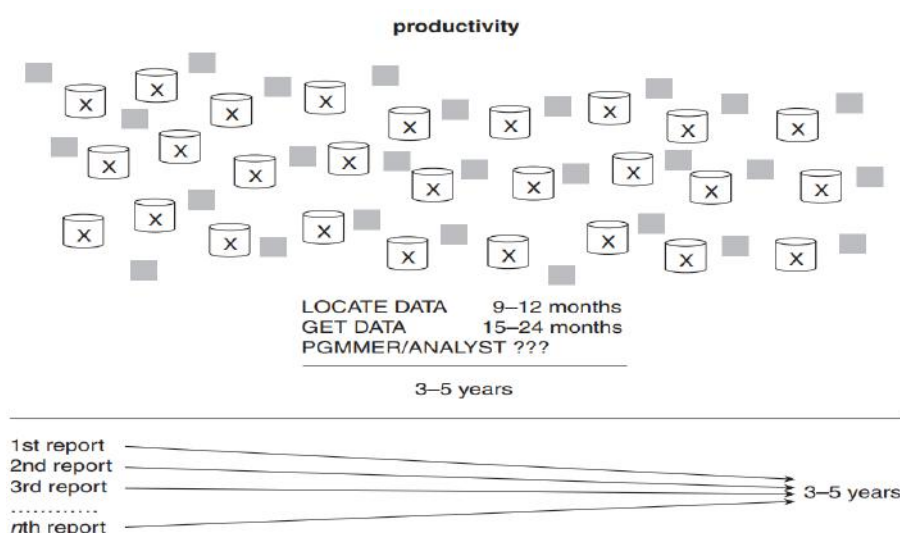 productivity
X X X X X X X X X
X X X X X X X X X
X X X X X X X X X
LOCATE DATA 9–12 months
GET DATA 15–24 months
PGMMER/ANALYST ???
3–5 years
1st report
2nd report
3rd report
3–5 years
............
nth report